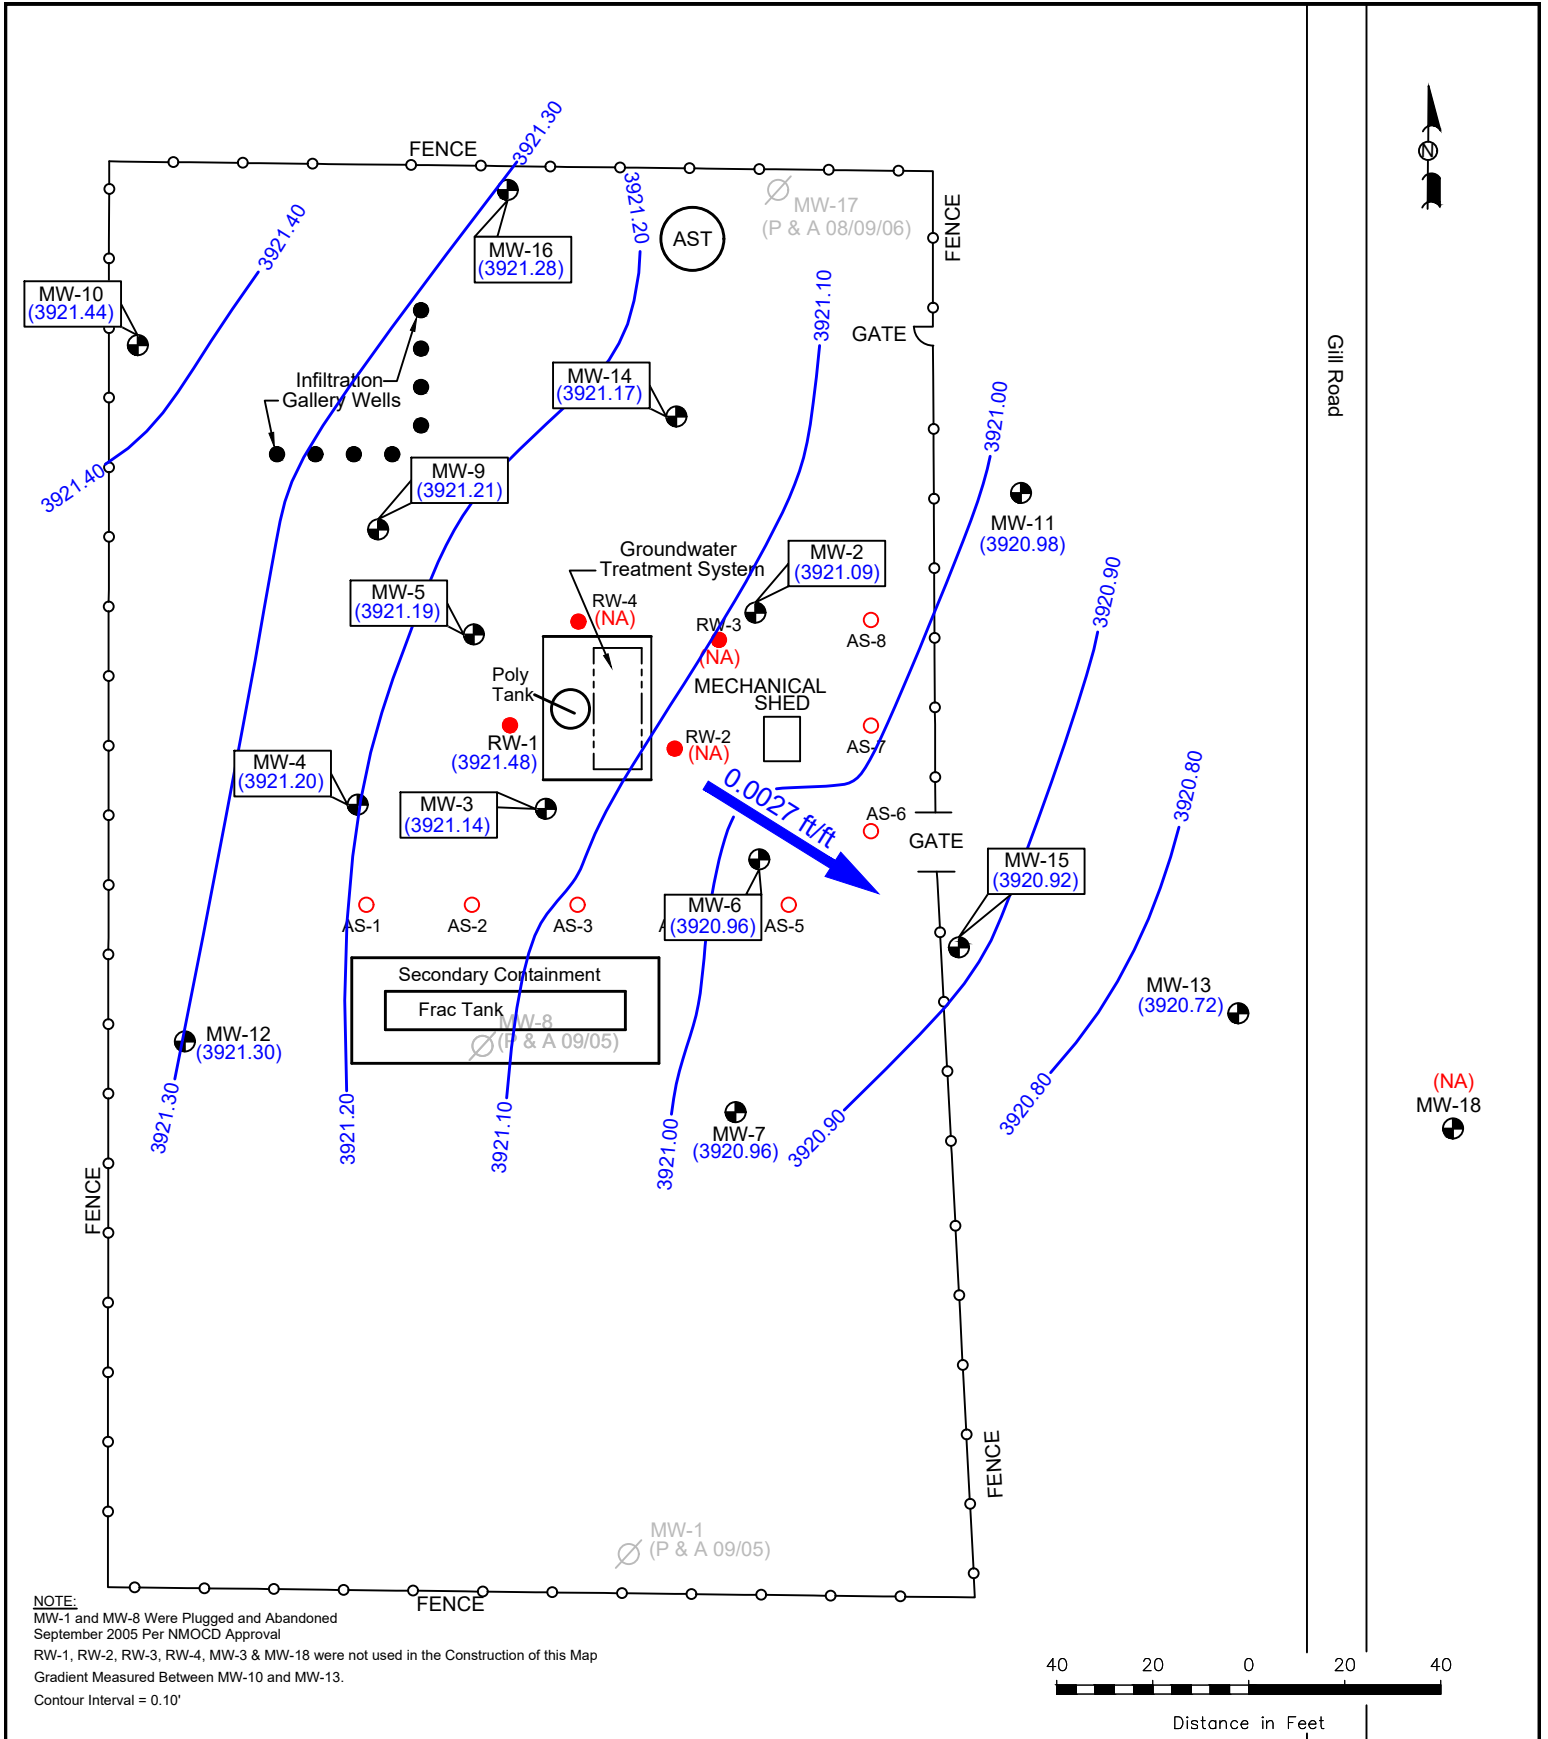 3921.30
FENCE
3921.40
3921.20
MW-17
(P & A 08/09/06)
FENCE
N
AST
MW-16
(3921.28)
MW-10
(3921.44)
3921.10
GATE
Gill Road
Infiltration
Gallery Wells
MW-14
(3921.17)
3921.00
3921.40
MW-9
(3921.21)
MW-11
(3920.98)
Groundwater
Treatment System
MW-2
(3921.09)
3920.90
MW-5
(3921.19)
RW-4
(NA)
RW-3
(NA)
AS-8
Poly
Tank
MECHANICAL
SHED
RW-1
(3921.48)
RW-2
(NA)
AS-7
3920.80
MW-4
(3921.20)
MW-3
(3921.14)
0.0027 ft/ft
AS-6
GATE
MW-15
(3920.92)
AS-1
AS-2
AS-3
MW-6
(3920.96)
AS-5
Secondary Containment
Frac Tank
MW-8
(P & A 09/05)
MW-13
(3920.72)
MW-12
(3921.30)
(NA)
MW-18
3921.30
3921.20
3921.10
3921.00
MW-7
(3920.96)
3920.90
3920.80
FENCE
FENCE
MW-1
(P & A 09/05)
FENCE
NOTE:
MW-1 and MW-8 Were Plugged and Abandoned
September 2005 Per NMOCD Approval
RW-1, RW-2, RW-3, RW-4, MW-3 & MW-18 were not used in the Construction of this Map
Gradient Measured Between MW-10 and MW-13.
Contour Interval = 0.10'
40 20 0 20 40
Distance in Feet